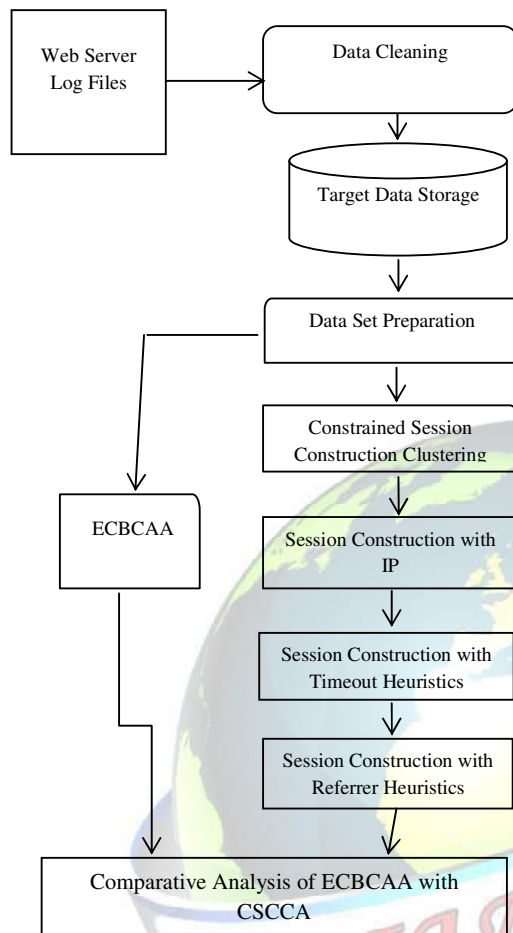 Web Server
Log Files
Data Cleaning
Target Data Storage
Data Set Preparation
Constrained Session
Construction Clustering
ECBCAA
Session Construction with
IP
Session Construction with
Timeout Heuristics
Session Construction with
Referrer Heuristics
Comparative Analysis of ECBCAA with
CSCCA